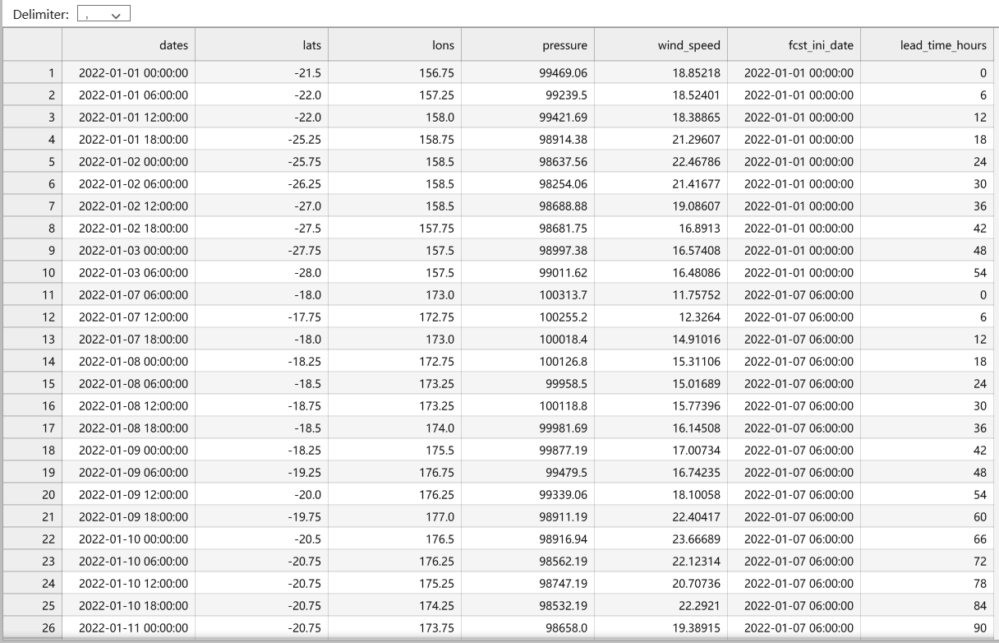 Delimiter: ,
dates lats lons pressure wind_speed fcst_ini_date lead_time_hours
1 2022-01-01 00:00:00 -21.5 156.75 99469.06 18.85218 2022-01-01 00:00:00 0
2 2022-01-01 06:00:00 -22.0 157.25 99239.5 18.52401 2022-01-01 00:00:00 6
3 2022-01-01 12:00:00 -22.0 158.0 99421.69 18.38865 2022-01-01 00:00:00 12
4 2022-01-01 18:00:00 -25.25 158.75 98914.38 21.29607 2022-01-01 00:00:00 18
5 2022-01-02 00:00:00 -25.75 158.5 98637.56 22.46786 2022-01-01 00:00:00 24
6 2022-01-02 06:00:00 -26.25 158.5 98254.06 21.41677 2022-01-01 00:00:00 30
7 2022-01-02 12:00:00 -27.0 158.5 98688.88 19.08607 2022-01-01 00:00:00 36
8 2022-01-02 18:00:00 -27.5 157.75 98681.75 16.8913 2022-01-01 00:00:00 42
9 2022-01-03 00:00:00 -27.75 157.5 98997.38 16.57408 2022-01-01 00:00:00 48
10 2022-01-03 06:00:00 -28.0 157.5 99011.62 16.48086 2022-01-01 00:00:00 54
11 2022-01-07 06:00:00 -18.0 173.0 100313.7 11.75752 2022-01-07 06:00:00 0
12 2022-01-07 12:00:00 -17.75 172.75 100255.2 12.3264 2022-01-07 06:00:00 6
13 2022-01-07 18:00:00 -18.0 173.0 100018.4 14.91016 2022-01-07 06:00:00 12
14 2022-01-08 00:00:00 -18.25 172.75 100126.8 15.31106 2022-01-07 06:00:00 18
15 2022-01-08 06:00:00 -18.5 173.25 99958.5 15.01689 2022-01-07 06:00:00 24
16 2022-01-08 12:00:00 -18.75 173.25 100118.8 15.77396 2022-01-07 06:00:00 30
17 2022-01-08 18:00:00 -18.5 174.0 99981.69 16.14508 2022-01-07 06:00:00 36
18 2022-01-09 00:00:00 -18.25 175.5 99877.19 17.00734 2022-01-07 06:00:00 42
19 2022-01-09 06:00:00 -19.25 176.75 99479.5 16.74235 2022-01-07 06:00:00 48
20 2022-01-09 12:00:00 -20.0 176.25 99339.06 18.10058 2022-01-07 06:00:00 54
21 2022-01-09 18:00:00 -19.75 177.0 98911.19 22.40417 2022-01-07 06:00:00 60
22 2022-01-10 00:00:00 -20.5 176.5 98916.94 23.66689 2022-01-07 06:00:00 66
23 2022-01-10 06:00:00 -20.75 176.25 98562.19 22.12314 2022-01-07 06:00:00 72
24 2022-01-10 12:00:00 -20.75 175.25 98747.19 20.70736 2022-01-07 06:00:00 78
25 2022-01-10 18:00:00 -20.75 174.25 98532.19 22.2921 2022-01-07 06:00:00 84
26 2022-01-11 00:00:00 -20.75 173.75 98658.0 19.38915 2022-01-07 06:00:00 90